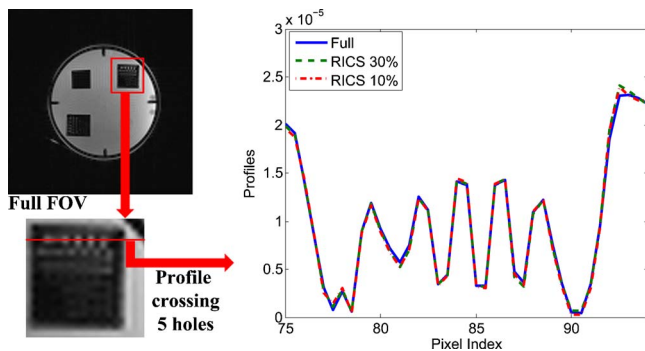 Full FOV
Profile
crossing
5 holes
3 x 10⁻⁵
Full
RICS 30%
RICS 10%
2.5
2
1.5
1
0.5
0
Profiles
75
80
85
90
Pixel Index